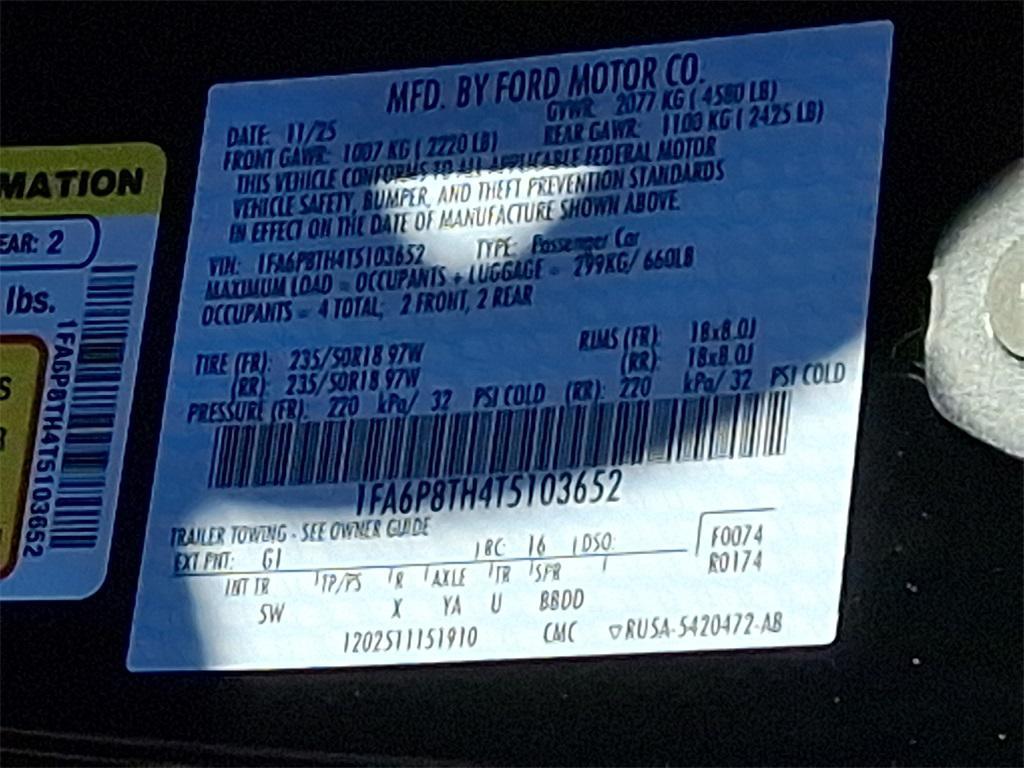 MFD. BY FORD MOTOR CO.
DATE: 11/25 GVWR: 2077 KG ( 4580 LB)
FRONT GAWR: 1007 KG ( 2220 LB) REAR GAWR: 1100 KG ( 2425 LB)
THIS VEHICLE CONFORMS TO ALL APPLICABLE FEDERAL MOTOR
VEHICLE SAFETY, BUMPER, AND THEFT PREVENTION STANDARDS
IN EFFECT ON THE DATE OF MANUFACTURE SHOWN ABOVE.
VIN: 1FA6P8TH4T5103652 TYPE: Passenger Car
MAXIMUM LOAD = OCCUPANTS + LUGGAGE = 299KG/ 660LB
OCCUPANTS = 4 TOTAL; 2 FRONT, 2 REAR
TIRE (FR): 235/50R18 97W RIMS (FR): 18x8.0J
(RR): 235/50R18 97W (RR): 18x8.0J
PRESSURE (FR): 220 kPa/ 32 PSI COLD (RR): 220 kPa/ 32 PSI COLD
1FA6P8TH4T5103652
TRAILER TOWING - SEE OWNER GUIDE
EXT PNT: G1 BC: 16 DSO: F0074
R0174
INT TR TP/PS R AXLE TR SPR
5W X YA U BBDD
120251115191​0 CMC ▽RUSA-5420472-AB
MATION
EAR: 2
lbs.
S
R
1FA6P8TH4T5103652